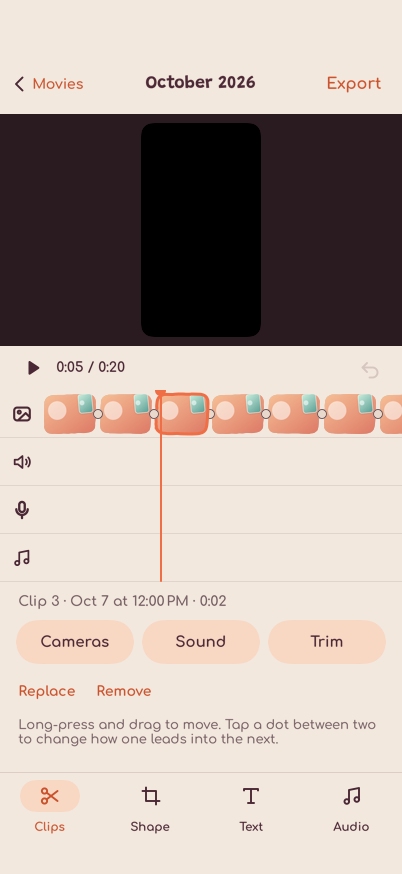 Movies
October 2026
Export
0:05 / 0:20
Clip 3 · Oct 7 at 12:00 PM · 0:02
Cameras
Sound
Trim
Replace
Remove
Long-press and drag to move. Tap a dot between two
to change how one leads into the next.
Clips
Shape
Text
Audio